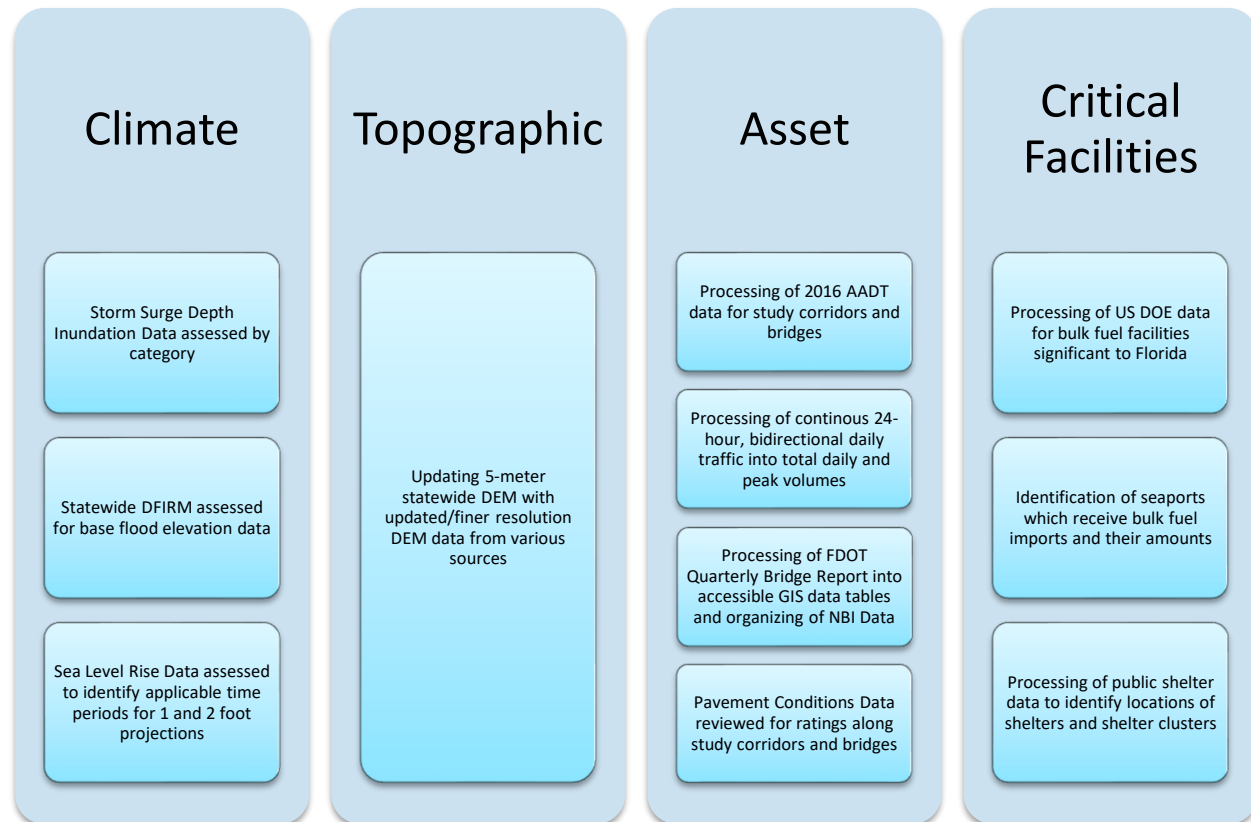 Climate
Storm Surge Depth
Inundation Data assessed by
category
Statewide DFIRM assessed
for base flood elevation data
Sea Level Rise Data assessed
to identify applicable time
periods for 1 and 2 foot
projections
Topographic
Updating 5-meter
statewide DEM with
updated/finer resolution
DEM data from various
sources
Asset
Processing of 2016 AADT
data for study corridors and
bridges
Processing of continous 24-
hour, bidirectional daily
traffic into total daily and
peak volumes
Processing of FDOT
Quarterly Bridge Report into
accessible GIS data tables
and organizing of NBI Data
Pavement Conditions Data
reviewed for ratings along
study corridors and bridges
Critical
Facilities
Processing of US DOE data
for bulk fuel facilities
significant to Florida
Identification of seaports
which receive bulk fuel
imports and their amounts
Processing of public shelter
data to identify locations of
shelters and shelter clusters